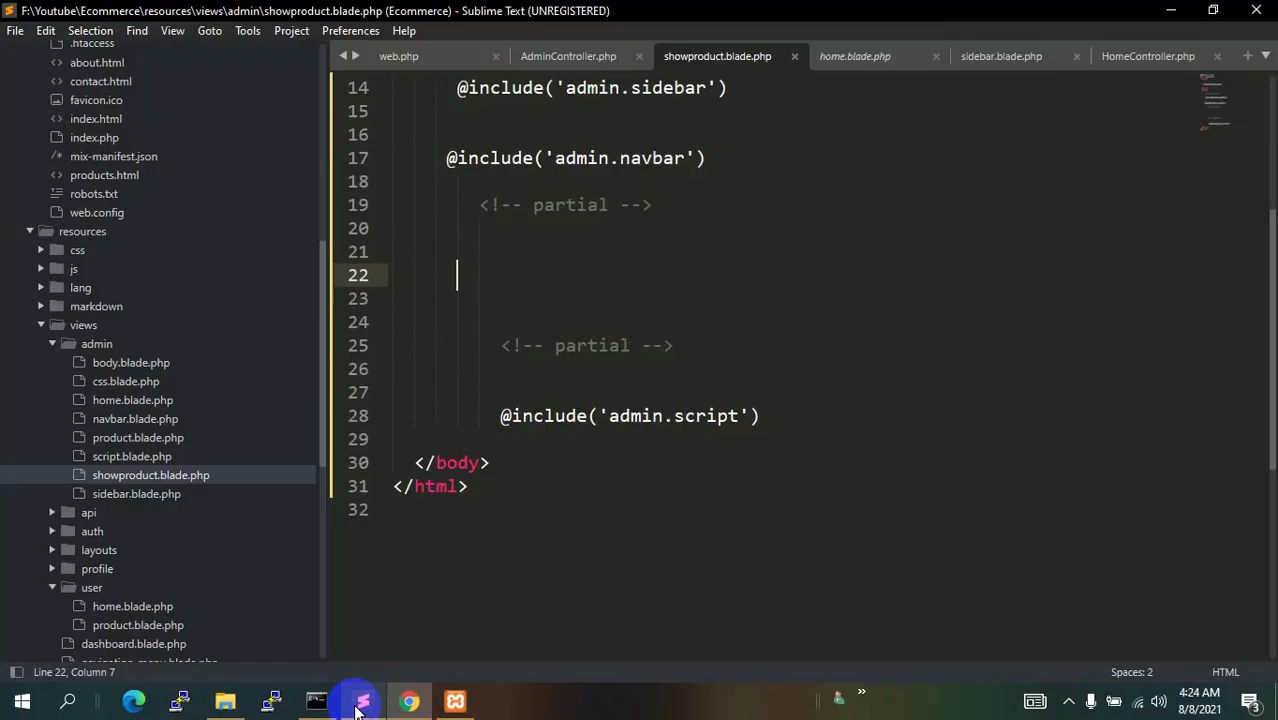 F:\Youtube\Ecommerce\resources\views\admin\showproduct.blade.php (Ecommerce) - Sublime Text (UNREGISTERED)
File Edit Selection Find View Goto Tools Project Preferences Help
.htaccess
about.html
contact.html
favicon.ico
index.html
index.php
mix-manifest.json
products.html
robots.txt
web.config
resources
css
js
lang
markdown
views
admin
body.blade.php
css.blade.php
home.blade.php
navbar.blade.php
product.blade.php
script.blade.php
showproduct.blade.php
sidebar.blade.php
api
auth
layouts
profile
user
home.blade.php
product.blade.php
dashboard.blade.php
navigation-menu.blade.php
web.php AdminController.php showproduct.blade.php home.blade.php sidebar.blade.php HomeController.php
14 @include('admin.sidebar')
15
16
17 @include('admin.navbar')
18
19 <!-- partial -->
20
21
22
23
24
25 <!-- partial -->
26
27
28 @include('admin.script')
29
30 </body>
31 </html>
32
Line 22, Column 7 Spaces: 2 HTML
4:24 AM
8/8/2021
3